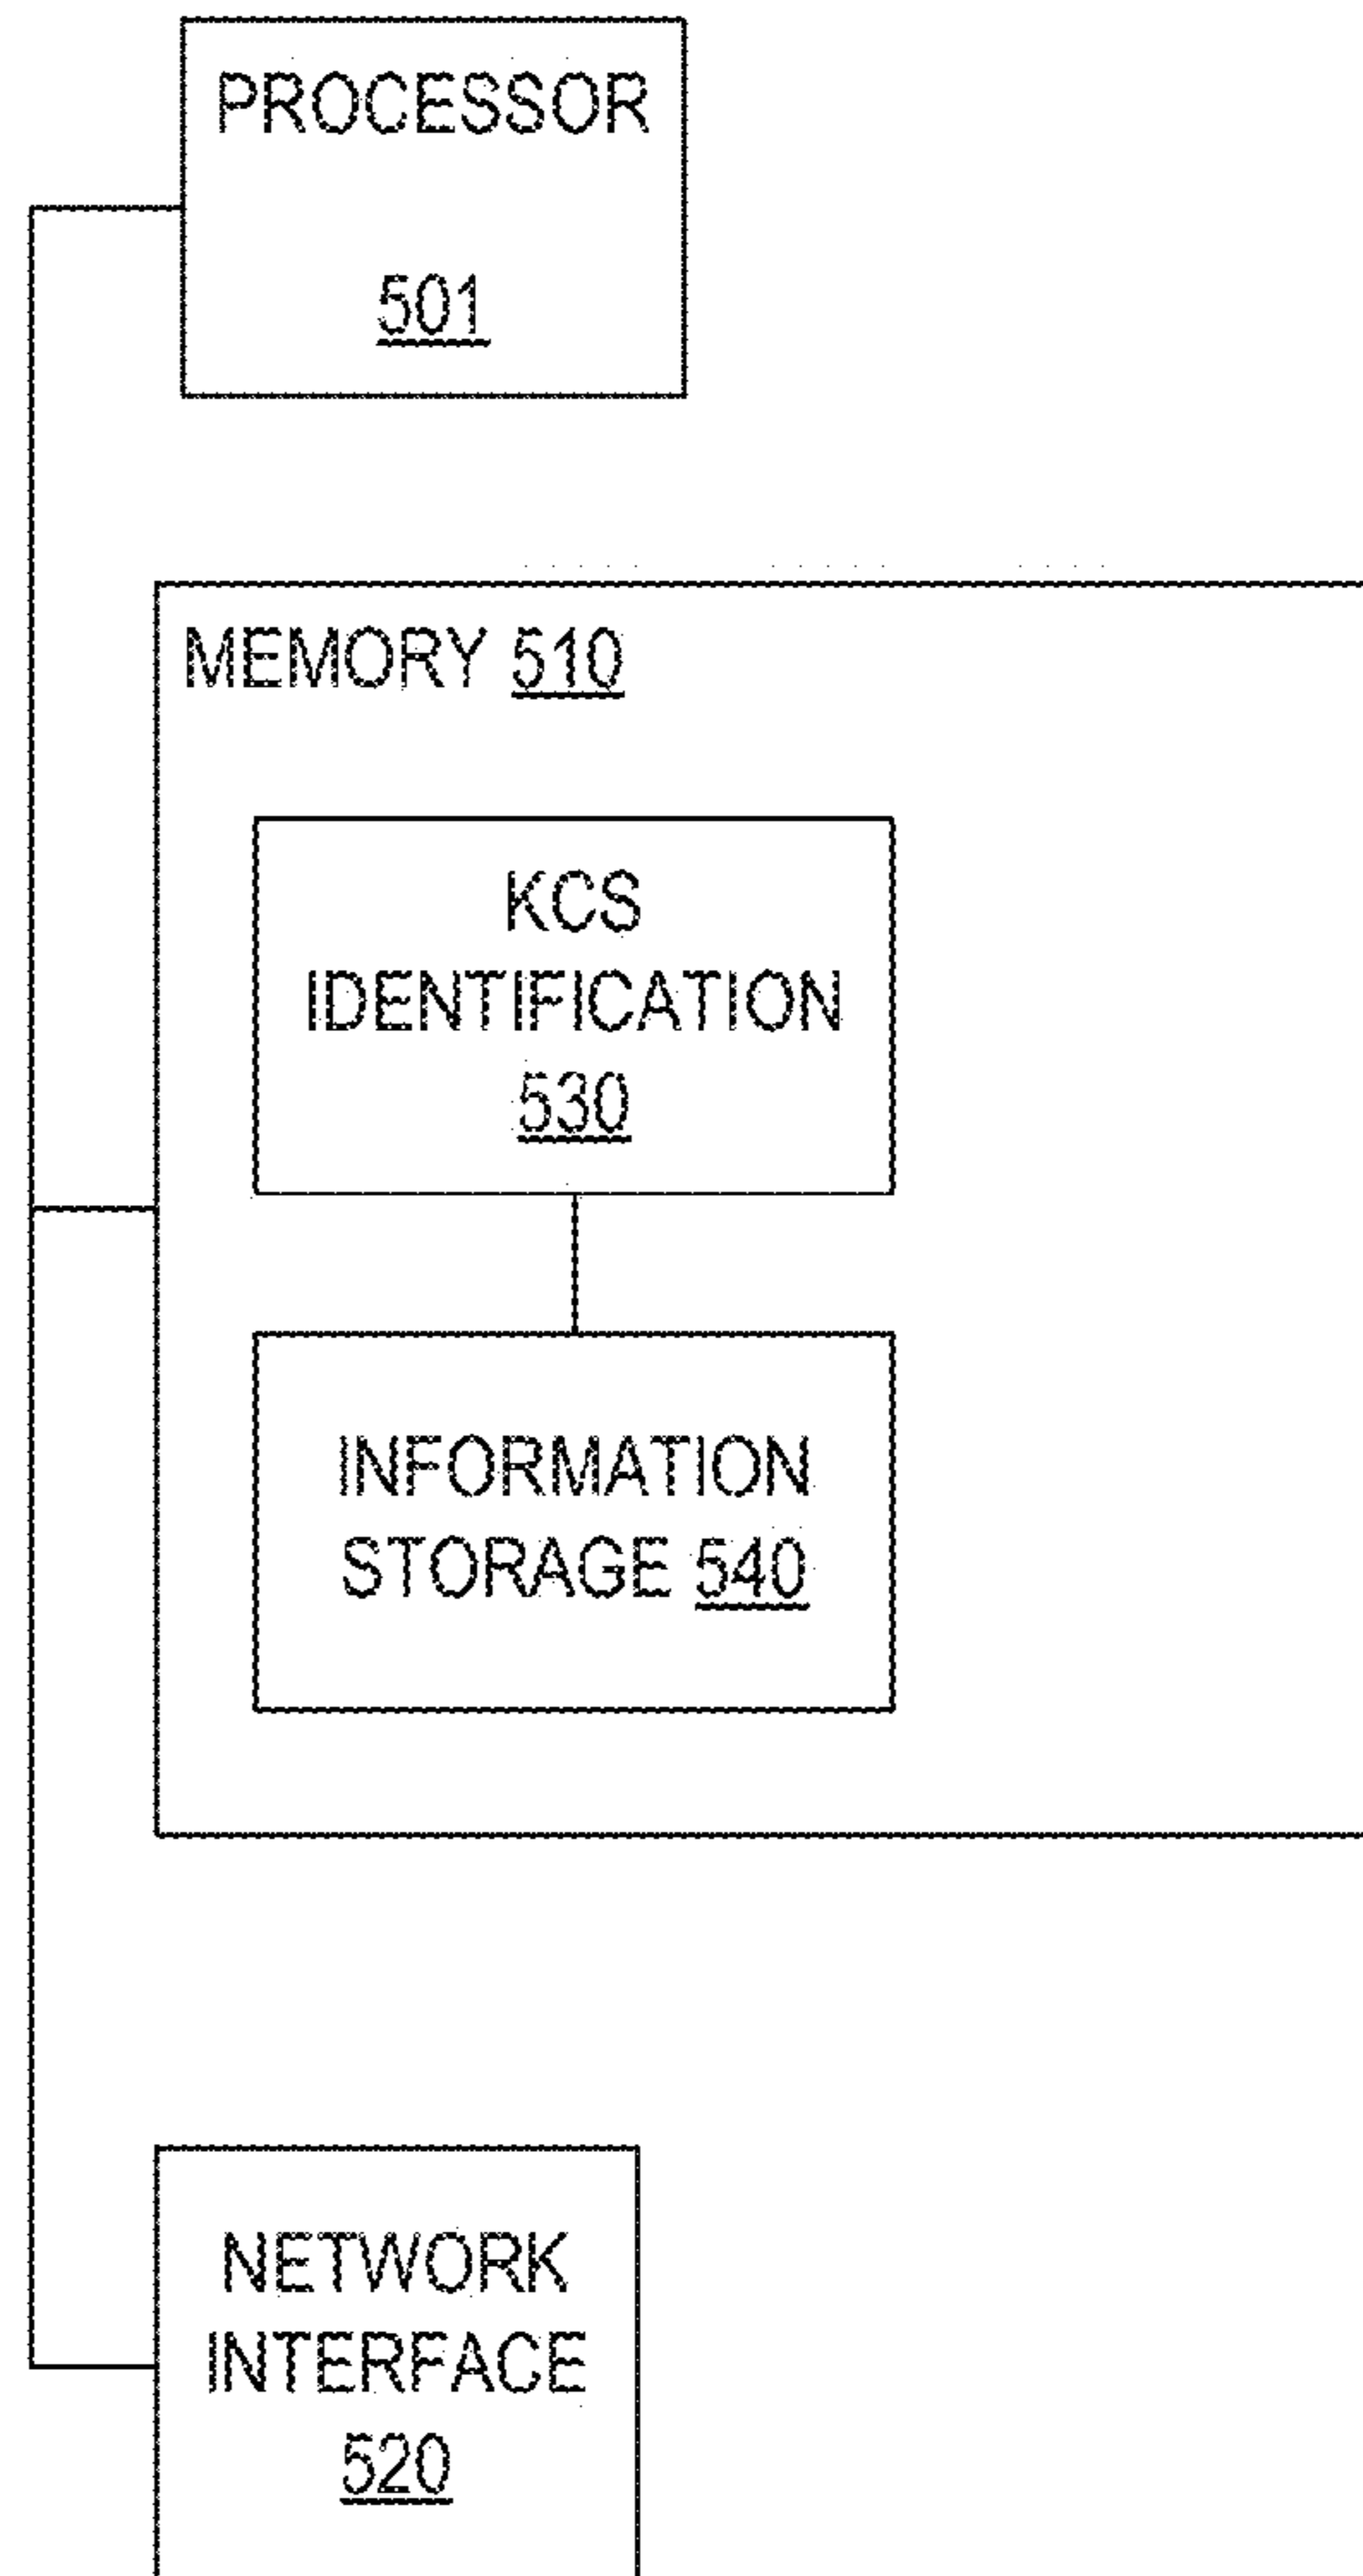 PROCESSOR
501
MEMORY 510
KCS
IDENTIFICATION
530
INFORMATION
STORAGE 540
NETWORK
INTERFACE
520